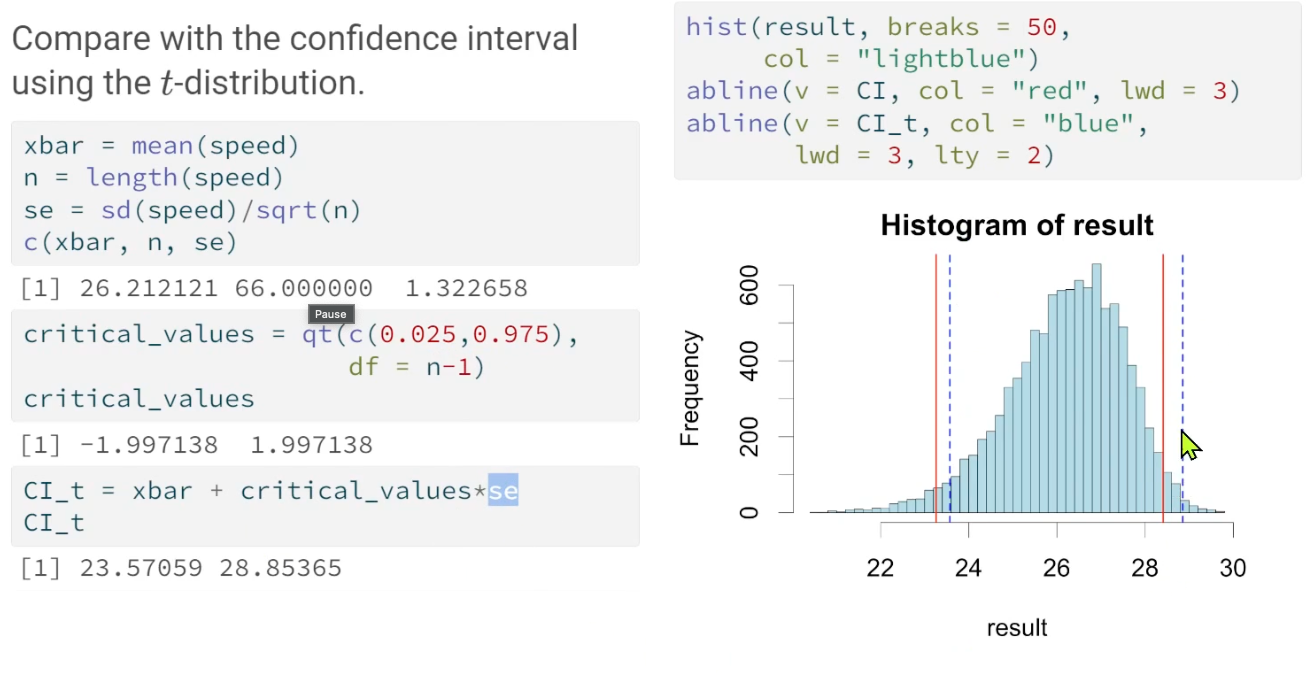 Compare with the confidence interval
using the t-distribution.
xbar = mean(speed)
n = length(speed)
se = sd(speed)/sqrt(n)
c(xbar, n, se)
[1] 26.212121 66.000000  1.322658
Pause
critical_values = qt(c(0.025,0.975),
df = n-1)
critical_values
[1] -1.997138  1.997138
CI_t = xbar + critical_values*se
CI_t
[1] 23.57059 28.85365
hist(result, breaks = 50,
col = "lightblue")
abline(v = CI, col = "red", lwd = 3)
abline(v = CI_t, col = "blue",
lwd = 3, lty = 2)
Histogram of result
Frequency
600
400
200
0
22 24 26 28 30
result